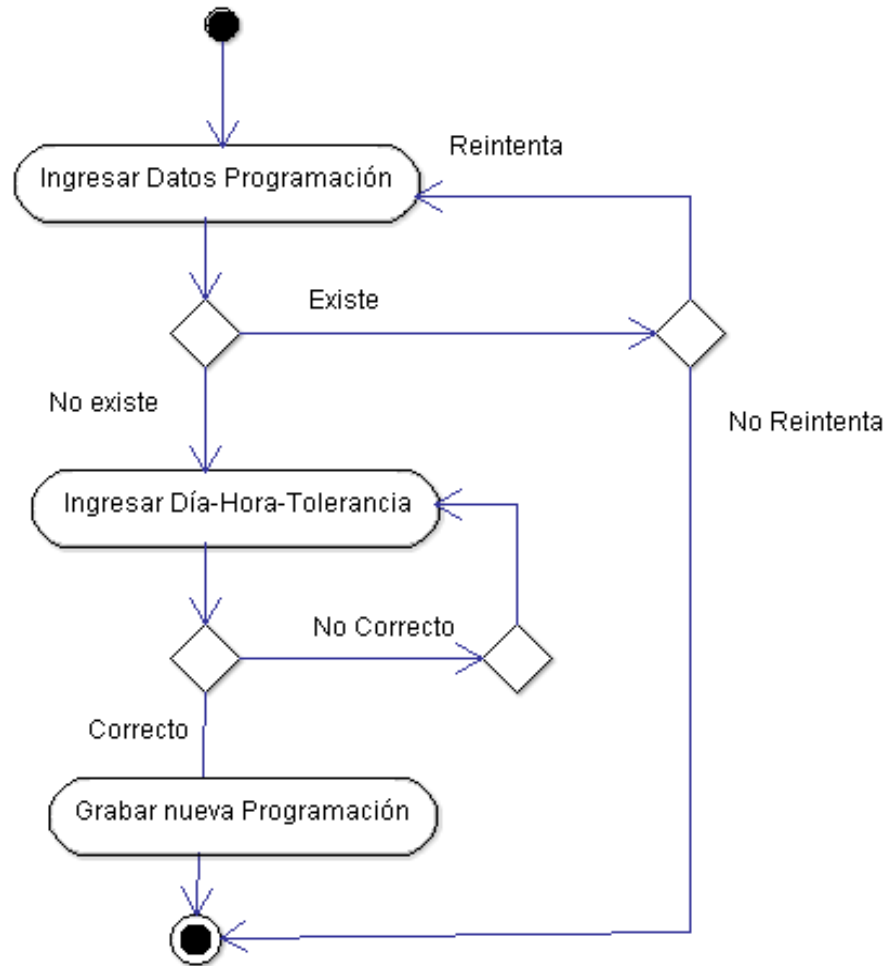 Reintenta
Ingresar Datos Programación
Existe
No existe
No Reintenta
Ingresar Día-Hora-Tolerancia
No Correcto
Correcto
Grabar nueva Programación